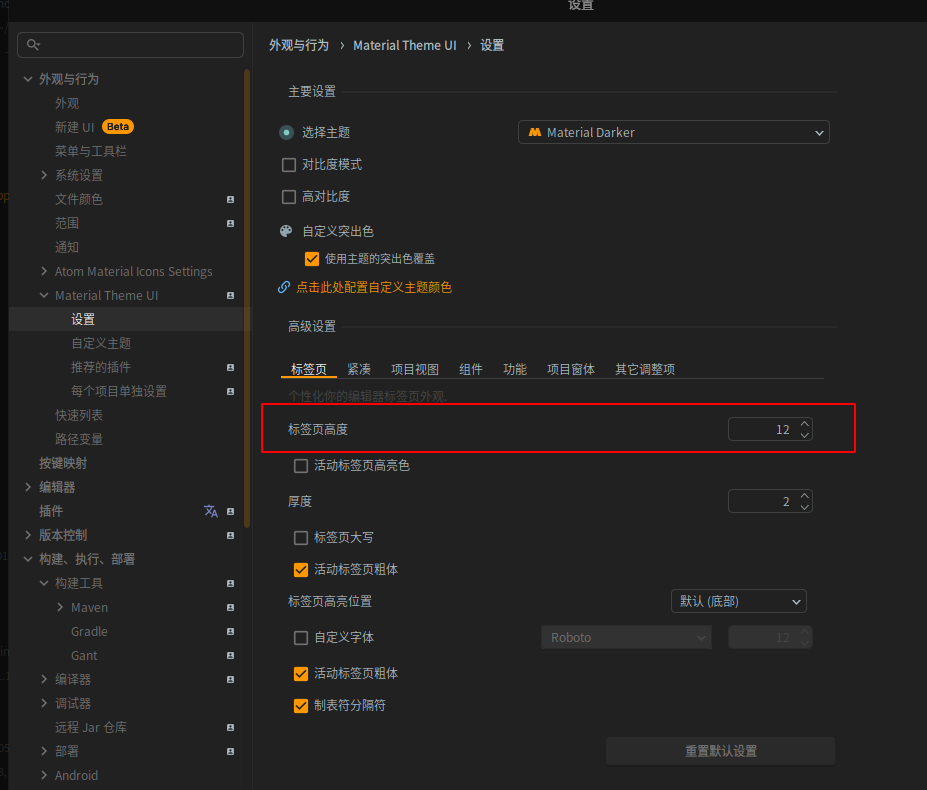 设置
外观与行为
外观
新建 UI Beta
菜单与工具栏
系统设置
文件颜色
范围
通知
Atom Material Icons Settings
Material Theme UI
设置
自定义主题
推荐的插件
每个项目单独设置
快速列表
路径变量
按键映射
编辑器
插件
版本控制
构建、执行、部署
构建工具
Maven
Gradle
Gant
编译器
调试器
远程 Jar 仓库
部署
Android
外观与行为 › Material Theme UI › 设置
主要设置
选择主题 Material Darker
对比度模式
高对比度
自定义突出色
使用主题的突出色覆盖
点击此处配置自定义主题颜色
高级设置
标签页 紧凑 项目视图 组件 功能 项目窗体 其它调整项
个性化你的编辑器标签页外观.
标签页高度 12
活动标签页高亮色
厚度 2
标签页大写
活动标签页粗体
标签页高亮位置 默认 (底部)
自定义字体 Roboto 12
活动标签页粗体
制表符分隔符
重置默认设置